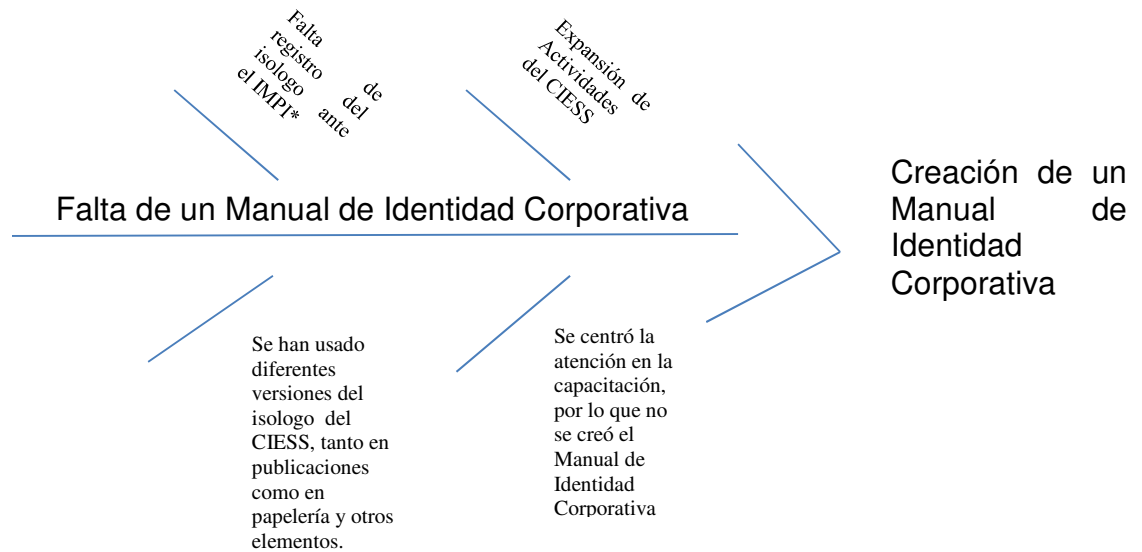 Falta de
registro del
isologo ante
el IMPI*
Expansión de
Actividades
del CIESS
Falta de un Manual de Identidad Corporativa
Creación de un
Manual de
Identidad
Corporativa
Se han usado
diferentes
versiones del
isologo del
CIESS, tanto en
publicaciones
como en
papelería y otros
elementos.
Se centró la
atención en la
capacitación,
por lo que no
se creó el
Manual de
Identidad
Corporativa